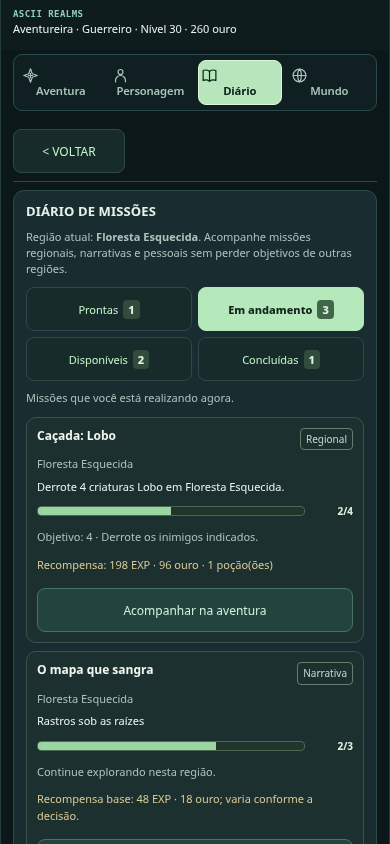 ASCII REALMS
Aventureira · Guerreiro · Nível 30 · 260 ouro
Aventura
Personagem
Diário
Mundo
< VOLTAR
DIÁRIO DE MISSÕES
Região atual: Floresta Esquecida. Acompanhe missões
regionais, narrativas e pessoais sem perder objetivos de outras
regiões.
Prontas 1
Em andamento 3
Disponíveis 2
Concluídas 1
Missões que você está realizando agora.
Caçada: Lobo
Regional
Floresta Esquecida
Derrote 4 criaturas Lobo em Floresta Esquecida.
2/4
Objetivo: 4 · Derrote os inimigos indicados.
Recompensa: 198 EXP · 96 ouro · 1 poção(ões)
Acompanhar na aventura
O mapa que sangra
Narrativa
Floresta Esquecida
Rastros sob as raízes
2/3
Continue explorando nesta região.
Recompensa base: 48 EXP · 18 ouro; varia conforme a
decisão.